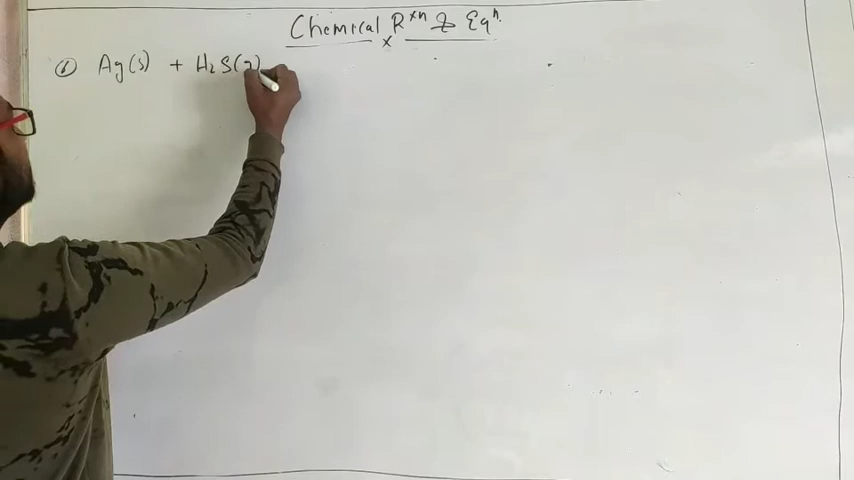 Chemical Rxn & Eqn.
① Ag(s) + H₂S(g)